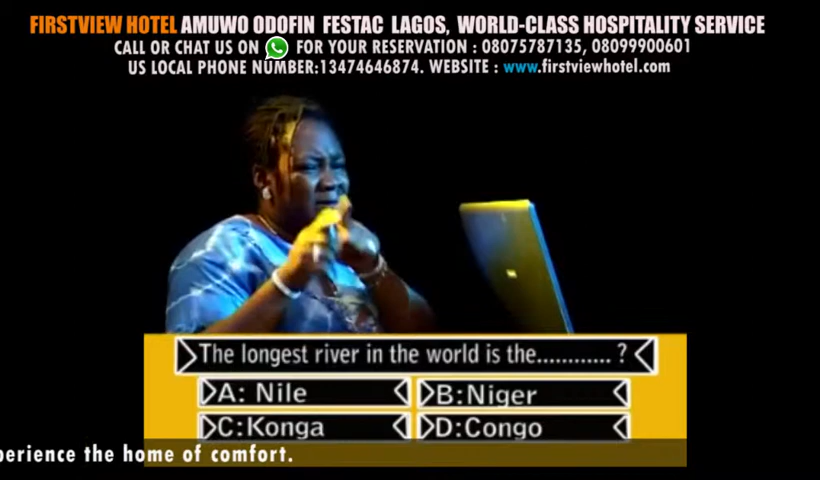 FIRSTVIEW HOTEL AMUWO ODOFIN FESTAC LAGOS, WORLD-CLASS HOSPITALITY SERVICE
CALL OR CHAT US ON FOR YOUR RESERVATION : 08075787135, 08099900601
US LOCAL PHONE NUMBER:13474646874. WEBSITE : www.firstviewhotel.com
The longest river in the world is the............ ?
A: Nile
B:Niger
C:Konga
D:Congo
perience the home of comfort.